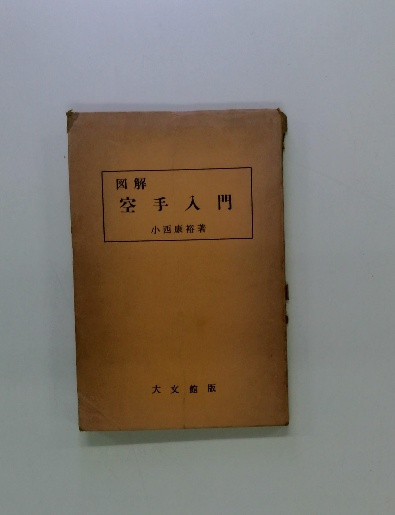 図解
空手入門
小西康裕著
大文館版